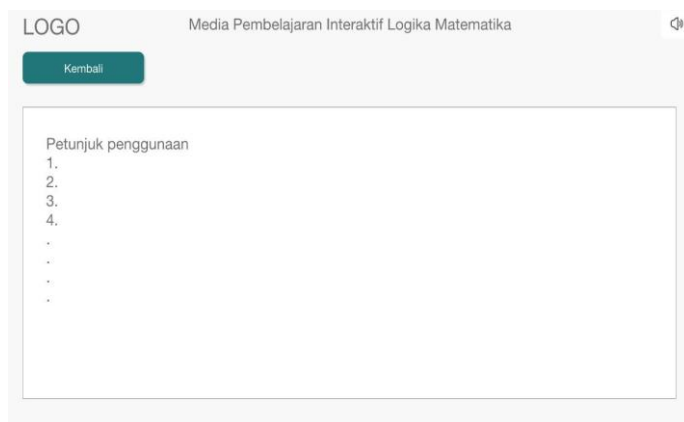 LOGO
Media Pembelajaran Interaktif Logika Matematika
Kembali
Petunjuk penggunaan
1.
2.
3.
4.
.
.
.
.